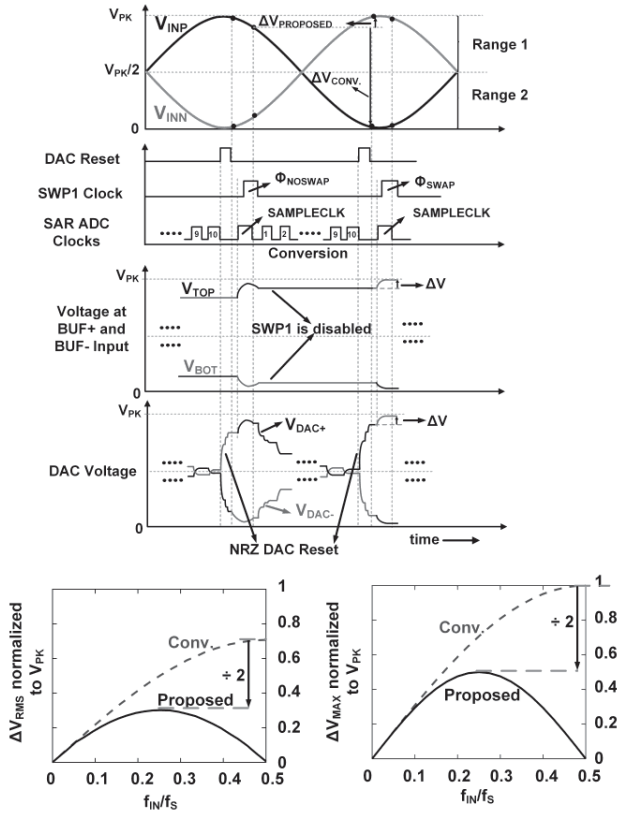 V_PK
V_INP
ΔV_PROPOSED
Range 1
V_PK/2
ΔV_CONV.
Range 2
V_INN
0
DAC Reset
Φ_NOSWAP
Φ_SWAP
SWP1 Clock
SAMPLECLK
SAMPLECLK
SAR ADC
Clocks
9 10 1 2 9 10
Conversion
V_PK
V_TOP
ΔV
Voltage at
BUF+ and
BUF- Input
SWP1 is disabled
V_BOT
0
V_PK
V_DAC+
ΔV
DAC Voltage
V_DAC-
0
NRZ DAC Reset
time
ΔV_RMS normalized
to V_PK
Conv.
÷ 2
Proposed
1
0.8
0.6
0.4
0.2
0
0 0.1 0.2 0.3 0.4 0.5
f_IN/f_S
ΔV_MAX normalized
to V_PK
Conv.
÷ 2
Proposed
1
0.8
0.6
0.4
0.2
0
0 0.1 0.2 0.3 0.4 0.5
f_IN/f_S